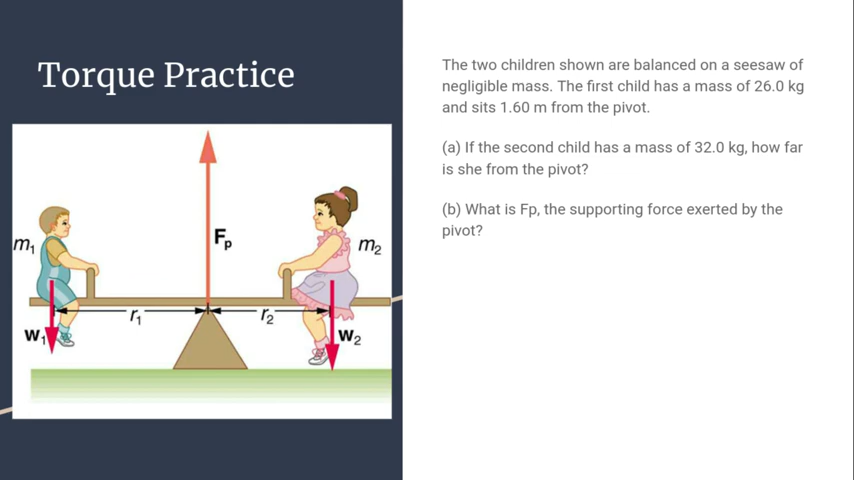 Torque Practice
The two children shown are balanced on a seesaw of
negligible mass. The first child has a mass of 26.0 kg
and sits 1.60 m from the pivot.
(a) If the second child has a mass of 32.0 kg, how far
is she from the pivot?
(b) What is Fp, the supporting force exerted by the
pivot?
Fₚ
m₁
m₂
r₁
r₂
w₁
w₂